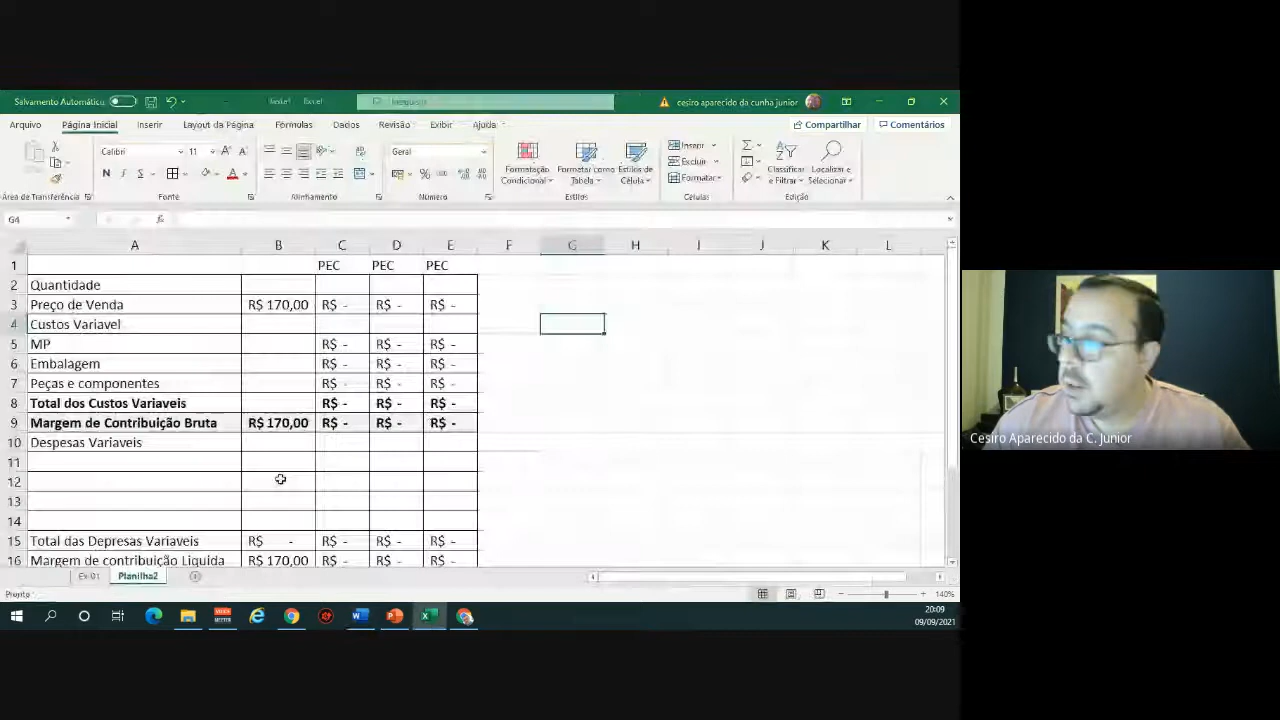 Salvamento Automático
Excel
cesiro aparecido da cunha junior
Arquivo Página Inicial Inserir Layout da Página Fórmulas Dados Revisão Exibir Ajuda
Compartilhar Comentários
Calibri 11 Geral
N I S
Formatação Condicional
Formatar como Tabela
Estilos de Célula
Inserir
Excluir
Formatar
Classificar e Filtrar
Localizar e Selecionar
Área de Transferência Fonte Alinhamento Número Estilos Células Edição
G4 fx
A B C D E F G H I J K L
1 PEC PEC PEC
2 Quantidade
3 Preço de Venda R$ 170,00 R$ - R$ - R$ -
4 Custos Variavel
5 MP R$ - R$ - R$ -
6 Embalagem R$ - R$ - R$ -
7 Peças e componentes R$ - R$ - R$ -
8 Total dos Custos Variaveis R$ - R$ - R$ -
9 Margem de Contribuição Bruta R$ 170,00 R$ - R$ - R$ -
10 Despesas Variaveis
11
12
13
14
15 Total das Depresas Variaveis R$ - R$ - R$ - R$ -
16 Margem de contribuição Liquida R$ 170,00 R$ - R$ - R$ -
Ex 01 Planilha2
Pronto 140%
20:09
09/09/2021
Cesiro Aparecido da C. Junior